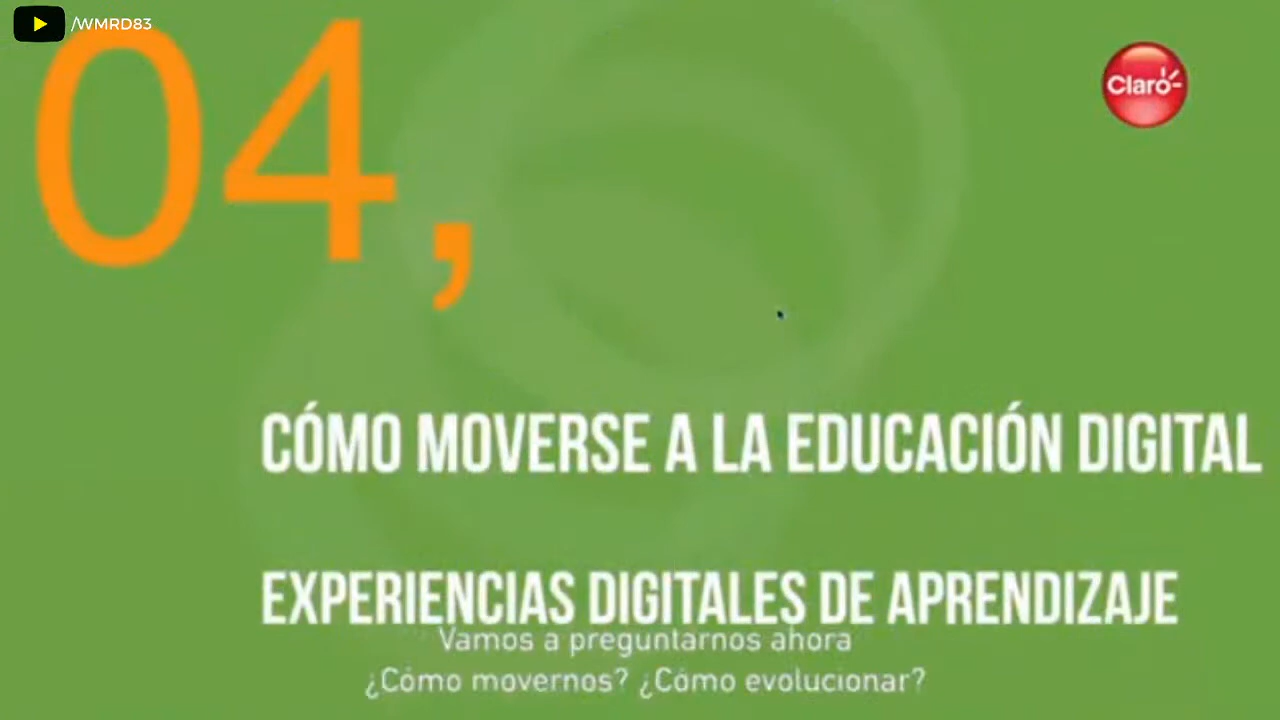 /WMRD83
04,
Claro
CÓMO MOVERSE A LA EDUCACIÓN DIGITAL
EXPERIENCIAS DIGITALES DE APRENDIZAJE
Vamos a preguntarnos ahora
¿Cómo movernos? ¿Cómo evolucionar?